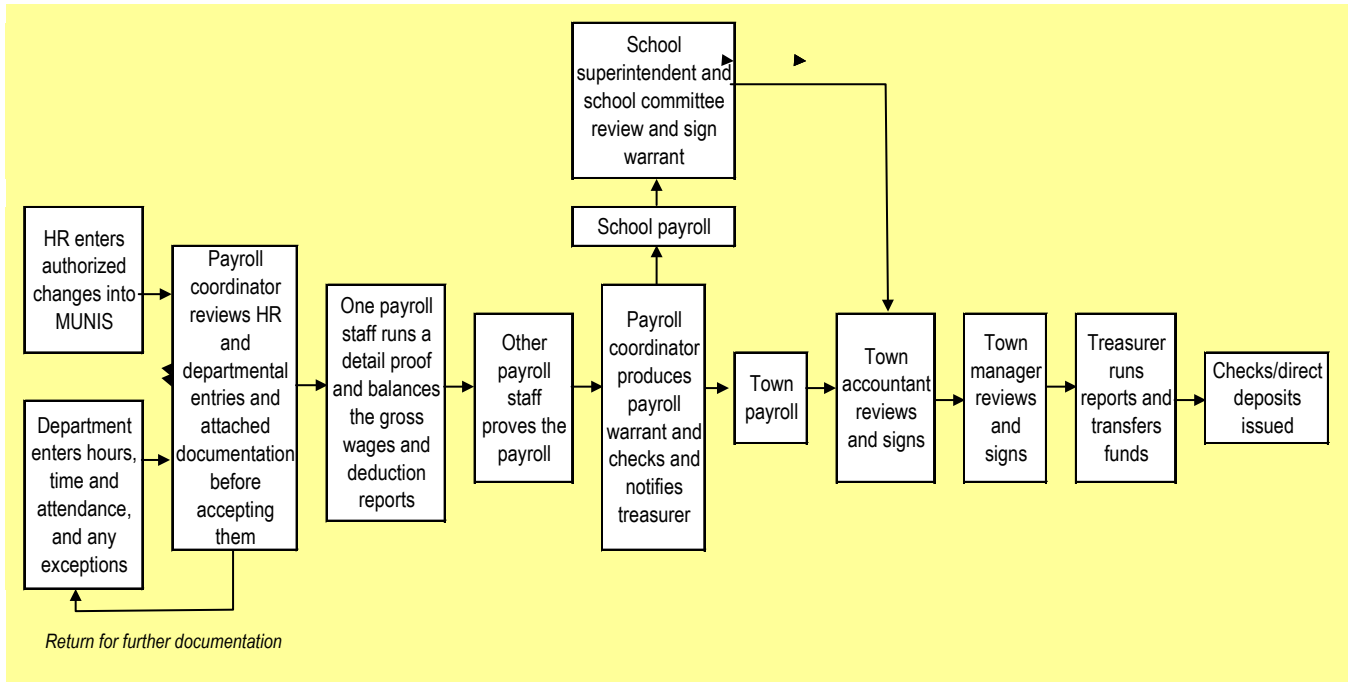 School
superintendent and
school committee
review and sign
warrant
School payroll
HR enters
authorized
changes into
MUNIS
Department
enters hours,
time and
attendance,
and any
exceptions
Payroll
coordinator
reviews HR
and
departmental
entries and
attached
documentation
before
accepting
them
One payroll
staff runs a
detail proof
and balances
the gross
wages and
deduction
reports
Other
payroll
staff
proves the
payroll
Payroll
coordinator
produces
payroll
warrant and
checks and
notifies
treasurer
Town
payroll
Town
accountant
reviews
and signs
Town
manager
reviews
and
signs
Treasurer
runs
reports and
transfers
funds
Checks/direct
deposits
issued
Return for further documentation